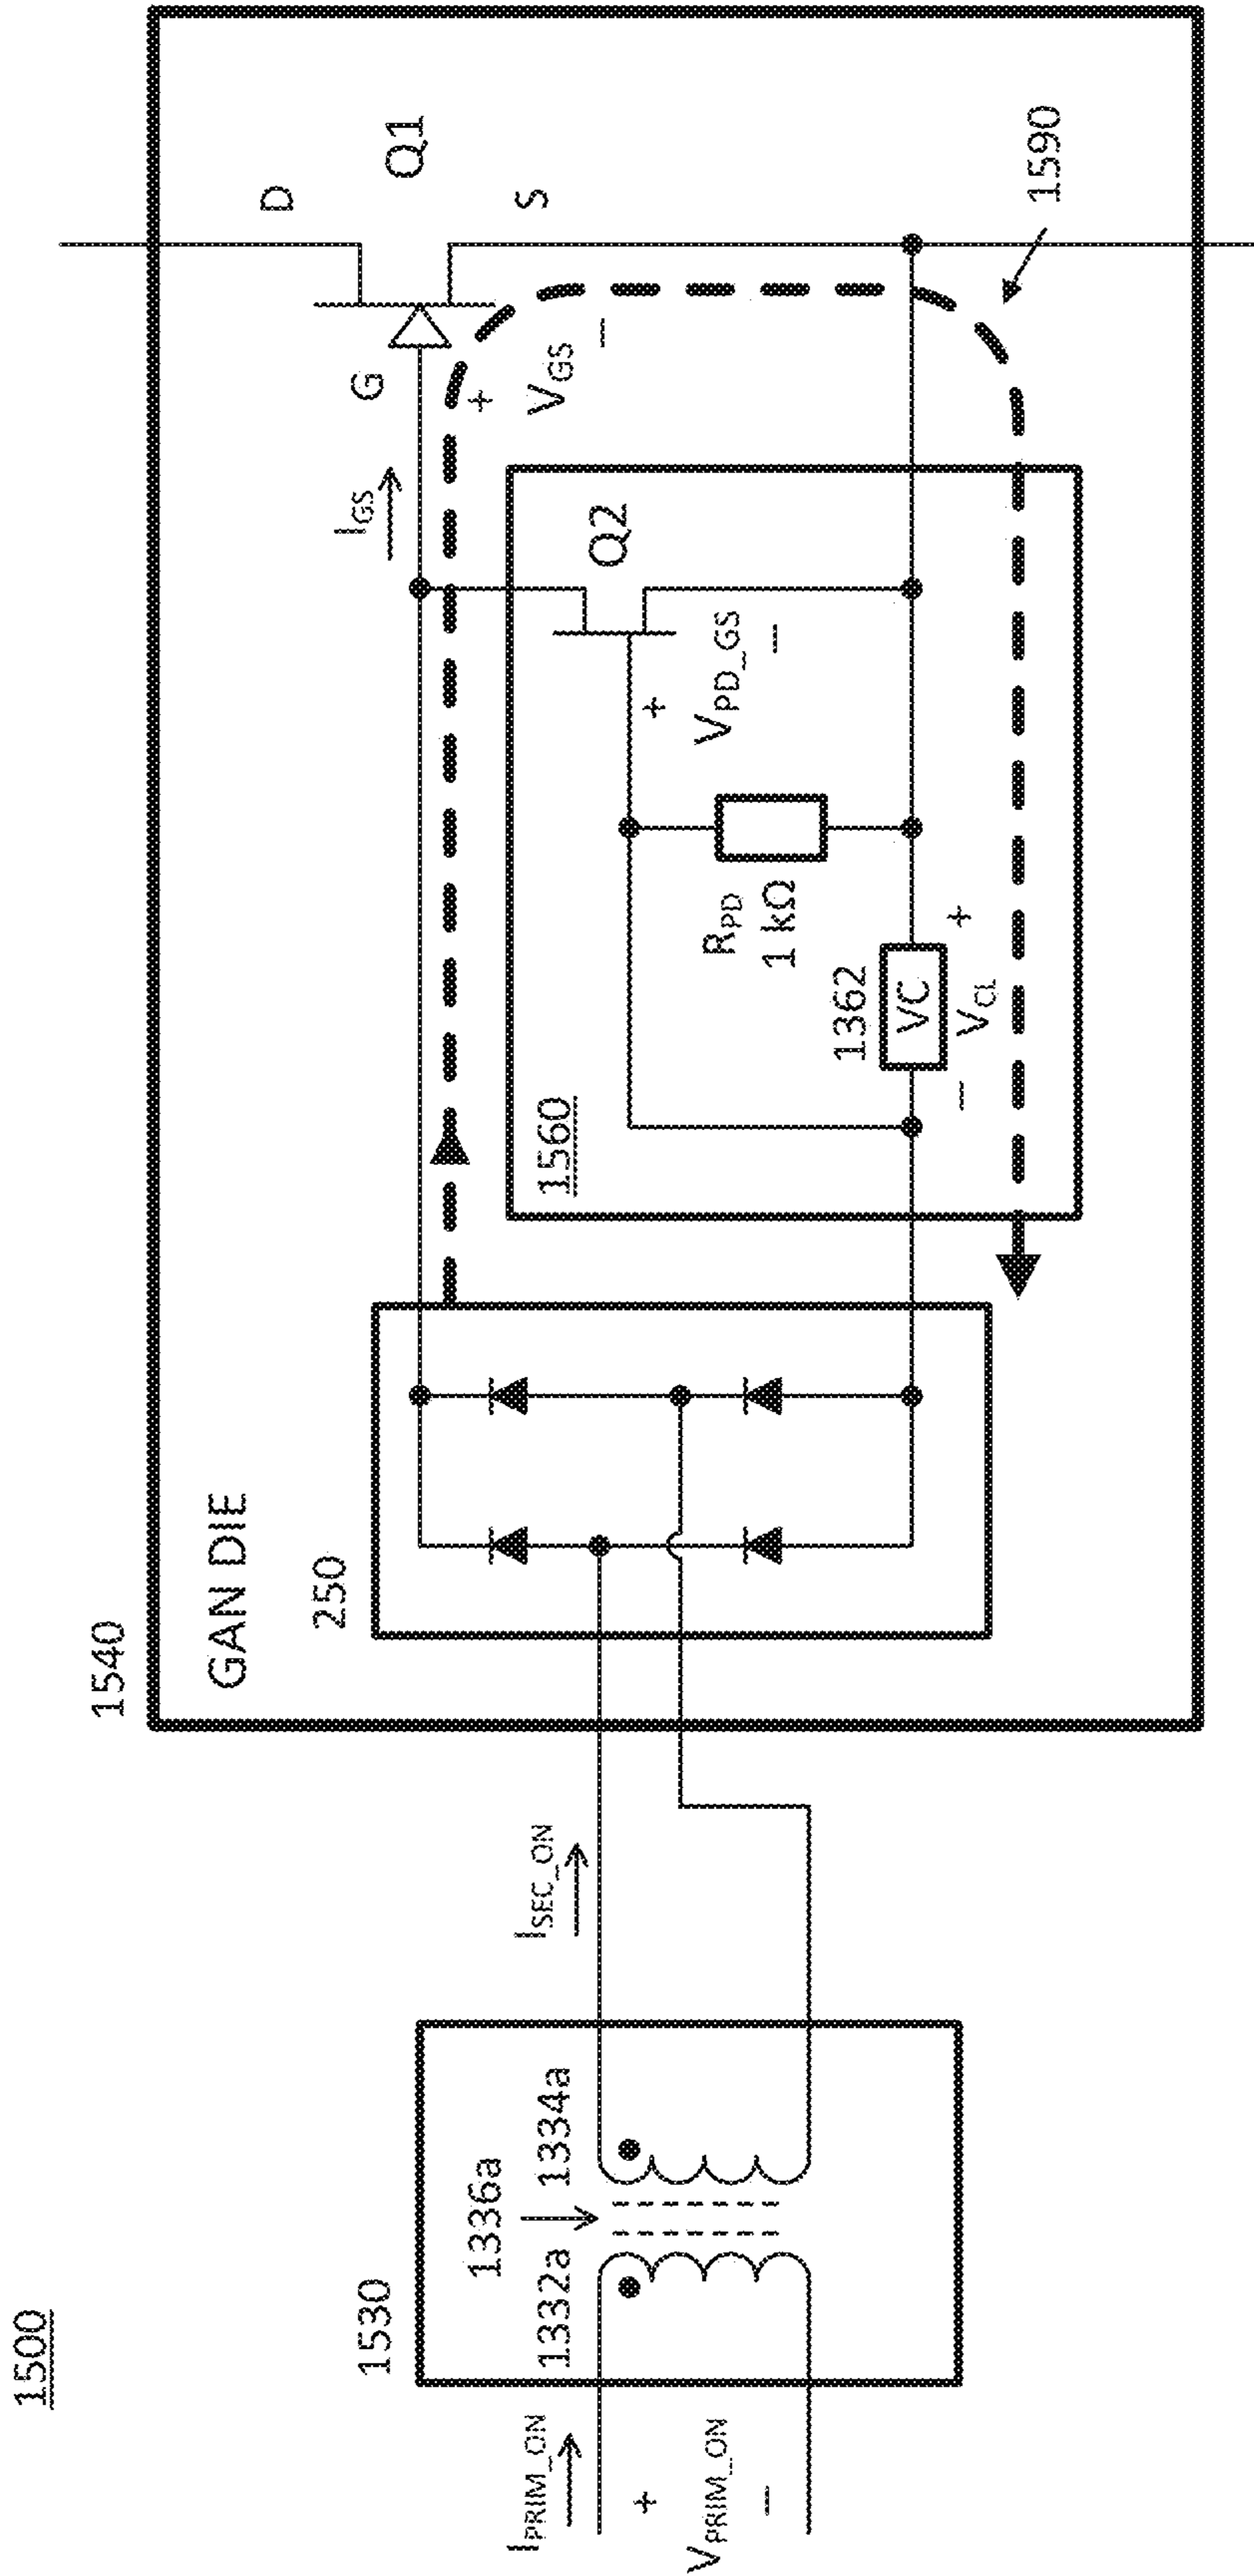 1500
1530
1336a
1332a 1334a
I_PRIM_ON
+
V_PRIM_ON
−
I_SEC_ON
1540
GAN DIE
250
1560
I_GS
G
D
Q1
S
+
V_GS
−
Q2
+
V_PD_GS
−
R_PD
1 kΩ
1362
VC
− V_CL +
1590